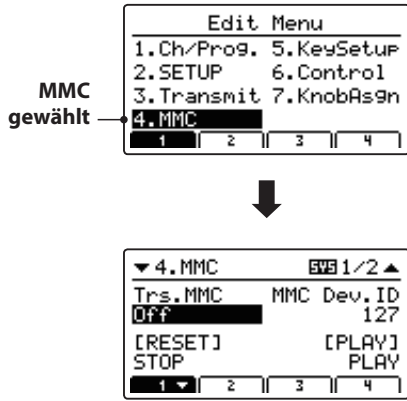 Edit Menu
1.Ch/Prog. 5.KeySetup
2.SETUP 6.Control
3.Transmit 7.KnobAsgn
4.MMC
MMC
gewählt
1 2 3 4
▼4.MMC SYS 1/2▲
Trs.MMC MMC Dev.ID
Off 127
[RESET] [PLAY]
STOP PLAY
1▼ 2 3 4